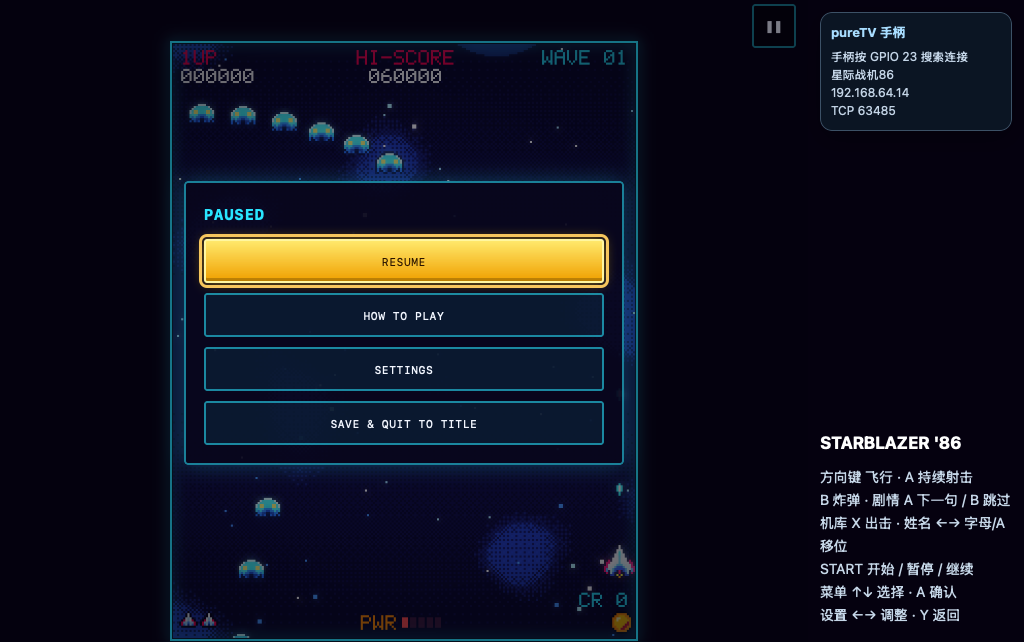 1UP
HI-SCORE
WAVE 01
000000
060000
PAUSED
RESUME
HOW TO PLAY
SETTINGS
SAVE & QUIT TO TITLE
CR 0
PWR
pureTV 手柄
手柄按 GPIO 23 搜索连接
星际战机86
192.168.64.14
TCP 63485
STARBLAZER '86
方向键 飞行 · A 持续射击
B 炸弹 · 剧情 A 下一句 / B 跳过
机库 X 出击 · 姓名 ←→ 字母/A
移位
START 开始 / 暂停 / 继续
菜单 ↑↓ 选择 · A 确认
设置 ←→ 调整 · Y 返回